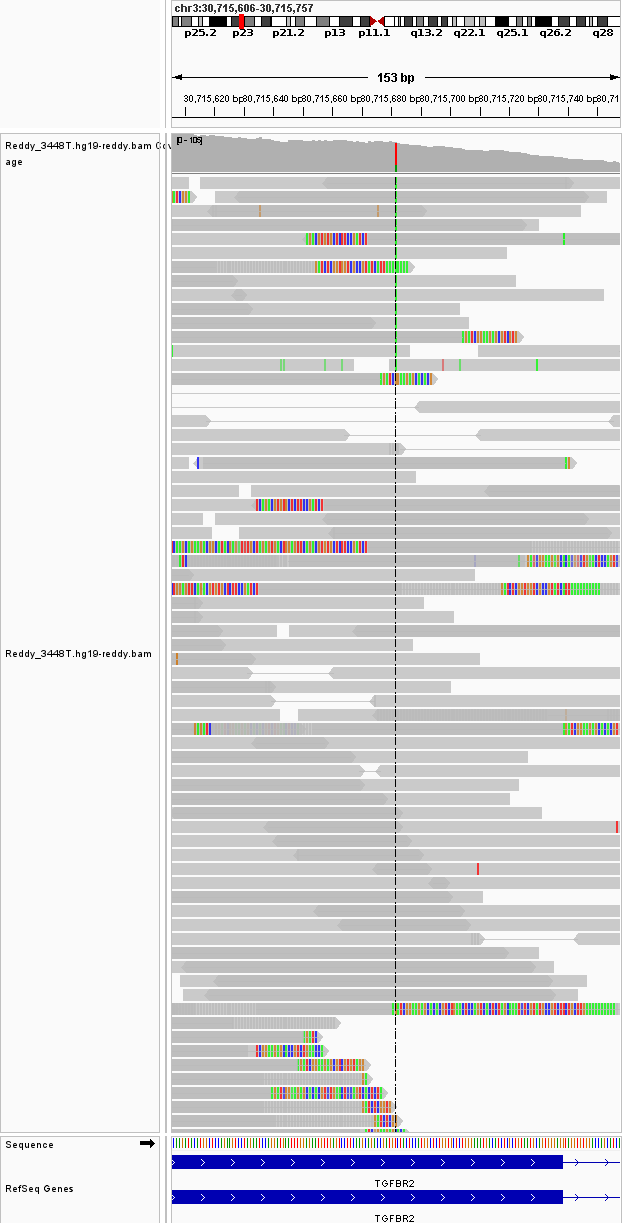 chr3:30,715,606-30,715,757
p25.2 p23 p21.2 p13 p11.1 q13.2 q22.1 q25.1 q26.2 q28
153 bp
30,715,620 bp 30,715,640 bp 30,715,660 bp 30,715,680 bp 30,715,700 bp 30,715,720 bp 30,715,740 bp
Reddy_3448T.hg19-reddy.bam Cov
age
Reddy_3448T.hg19-reddy.bam
Sequence
TGFBR2
RefSeq Genes
TGFBR2